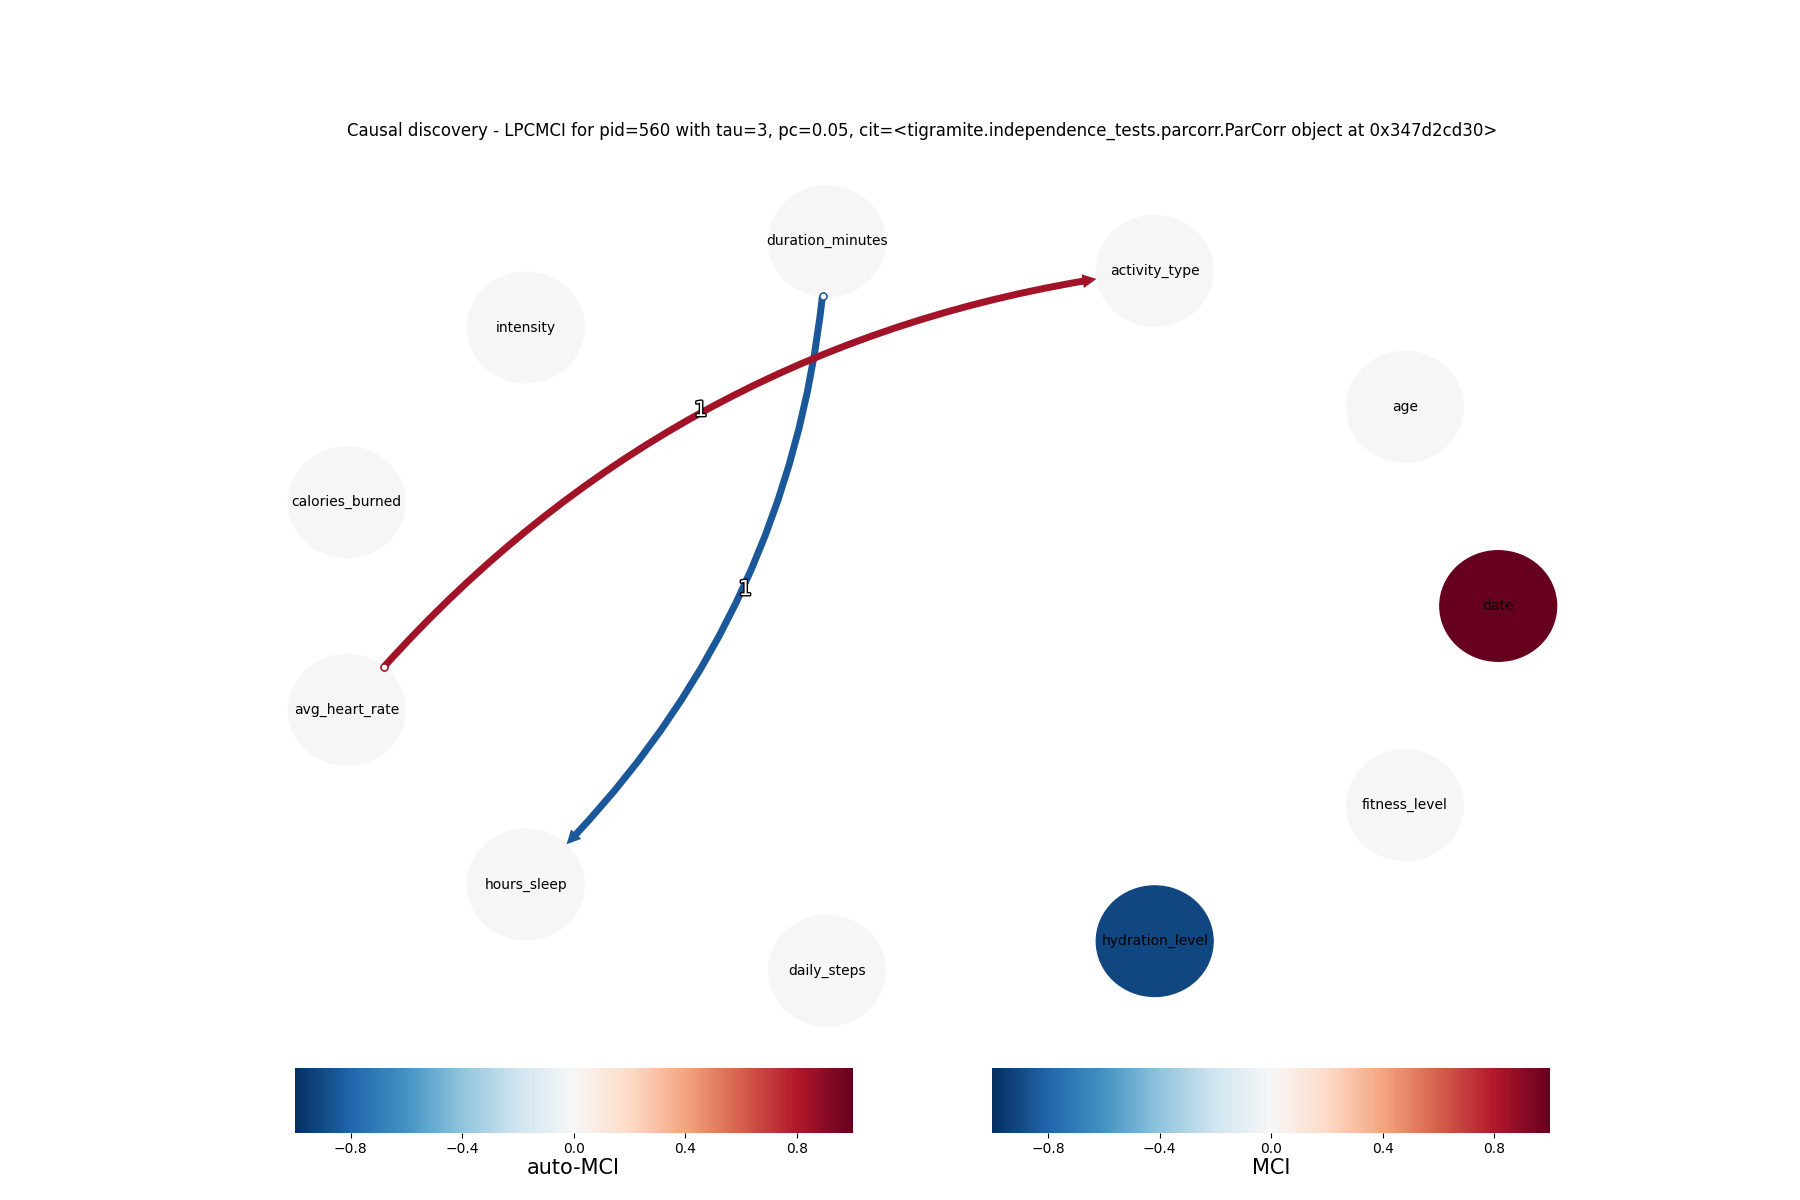 Causal discovery - LPCMCI for pid=560 with tau=3, pc=0.05, cit=<tigramite.independence_tests.parcorr.ParCorr object at 0x347d2cd30>
duration_minutes
activity_type
intensity
age
1
calories_burned
1
date
avg_heart_rate
fitness_level
hours_sleep
hydration_level
daily_steps
−0.8 −0.4 0.0 0.4 0.8
auto-MCI
−0.8 −0.4 0.0 0.4 0.8
MCI